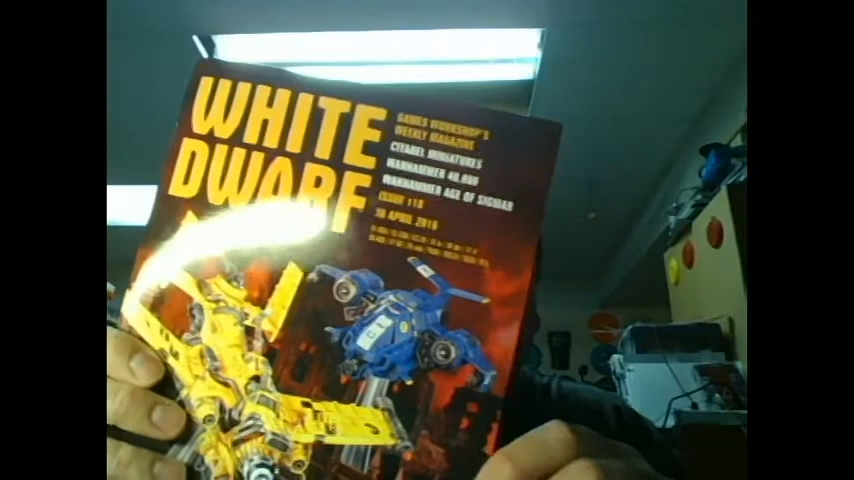 WHITE
DWARF
GAMES WORKSHOP'S
WEEKLY MAGAZINE
CITADEL MINIATURES
WARHAMMER 40,000
WARHAMMER AGE OF SIGMAR
ISSUE 118
30 APRIL 2016